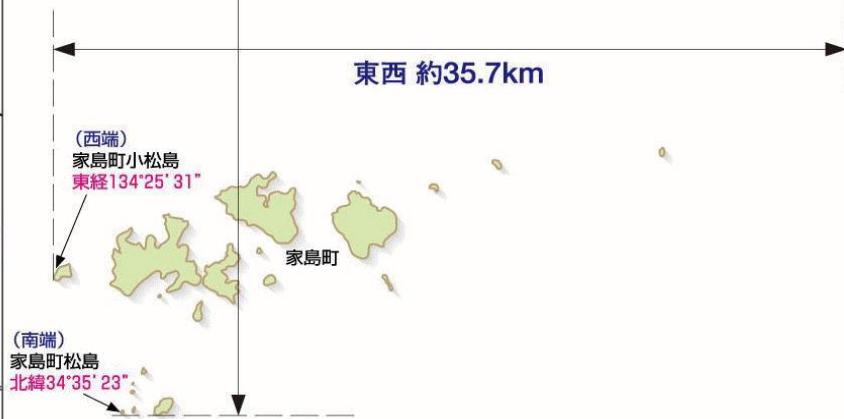 東西 約35.7km
（西端）
家島町小松島
東経134°25′31”
家島町
（南端）
家島町松島
北緯34°35′23”